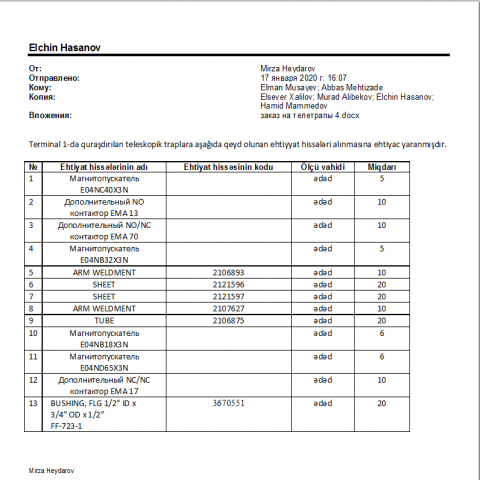 Elchin Hasanov
От: Mirza Heydarov
Отправлено: 17 января 2020 г. 16:07
Кому: Elman Musayev; Abbas Mehtizade
Копия: Elsever Xalilov; Murad Alibekov; Elchin Hasanov;
Hamid Mammedov
Вложения: заказ на телетрапы 4.docx
Terminal 1-də quraşdırılan teleskopik traplara aşağıda qeyd olunan ehtiyyat hissələri alınmasına ehtiyac yaranmışdır.
№ Ehtiyat hissələrinin adı Ehtiyat hissəsinin kodu Ölçü vahidi Miqdarı
1 Магнитопускатель ədəd 5
E04NC40X3N
2 Дополнительный NO ədəd 10
контактор EMA 13
3 Дополнительный NO/NC ədəd 10
контактор EMA 70
4 Магнитопускатель ədəd 5
E04NB32X3N
5 ARM WELDMENT 2106893 ədəd 10
6 SHEET 2121596 ədəd 20
7 SHEET 2121597 ədəd 20
8 ARM WELDMENT 2107627 ədəd 10
9 TUBE 2106875 ədəd 20
10 Магнитопускатель ədəd 6
E04NB18X3N
11 Магнитопускатель ədəd 6
E04ND65X3N
12 Дополнительный NC/NC ədəd 10
контактор EMA 17
13 BUSHING, FLG 1/2" ID x 3670551 ədəd 20
3/4" OD x 1/2"
FF-723-1
Mirza Heydarov